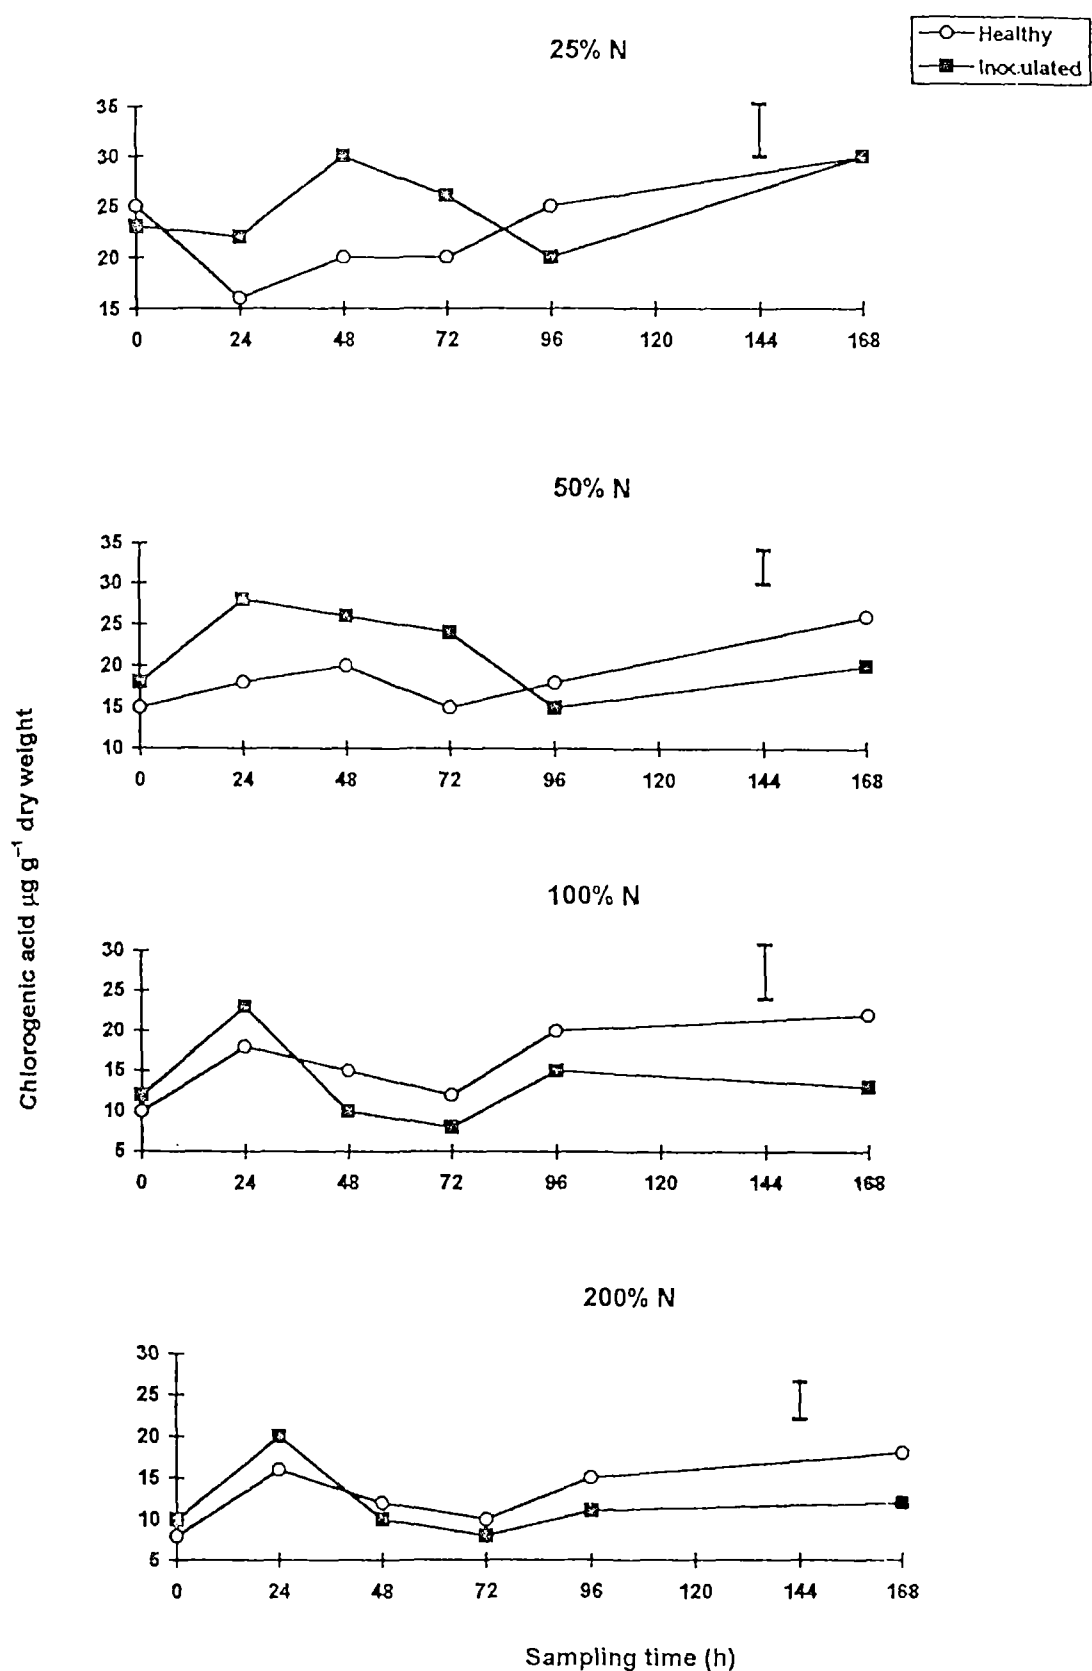 25% N
Healthy
Inoculated
35
30
25
20
15
0 24 48 72 96 120 144 168
50% N
35
30
25
20
15
10
0 24 48 72 96 120 144 168
Chlorogenic acid µg g⁻¹ dry weight
100% N
30
25
20
15
10
5
0 24 48 72 96 120 144 168
200% N
30
25
20
15
10
5
0 24 48 72 96 120 144 168
Sampling time (h)